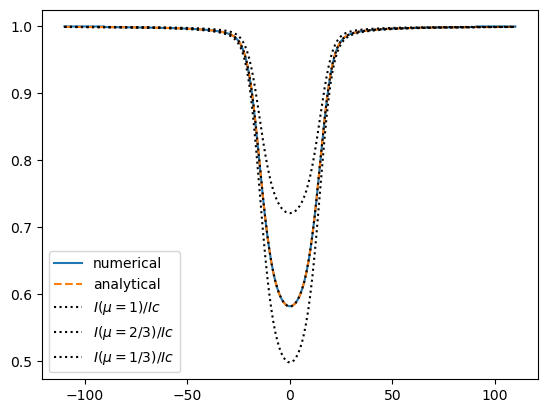 1.0
0.9
0.8
0.7
0.6
0.5
numerical
analytical
I(μ = 1)/Ic
I(μ = 2/3)/Ic
I(μ = 1/3)/Ic
−100
−50
0
50
100